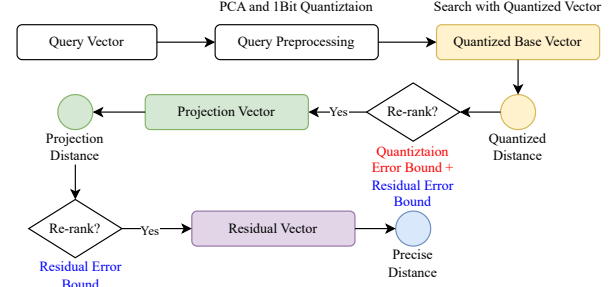 PCA and 1Bit Quantiztaion
Search with Quantized Vector
Query Vector
Query Preprocessing
Quantized Base Vector
Projection Vector
Yes
Re-rank?
Projection
Distance
Quantiztaion
Error Bound +
Residual Error
Bound
Quantized
Distance
Re-rank?
Yes
Residual Vector
Residual Error
Bound
Precise
Distance